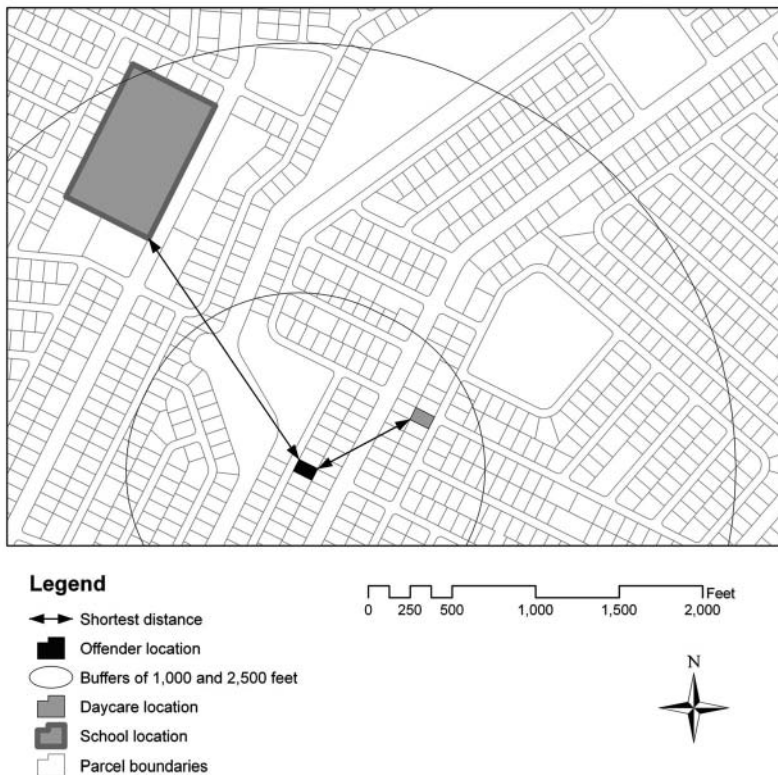 Legend
Shortest distance
Offender location
Buffers of 1,000 and 2,500 feet
Daycare location
School location
Parcel boundaries
Feet
0 250 500 1,000 1,500 2,000
N